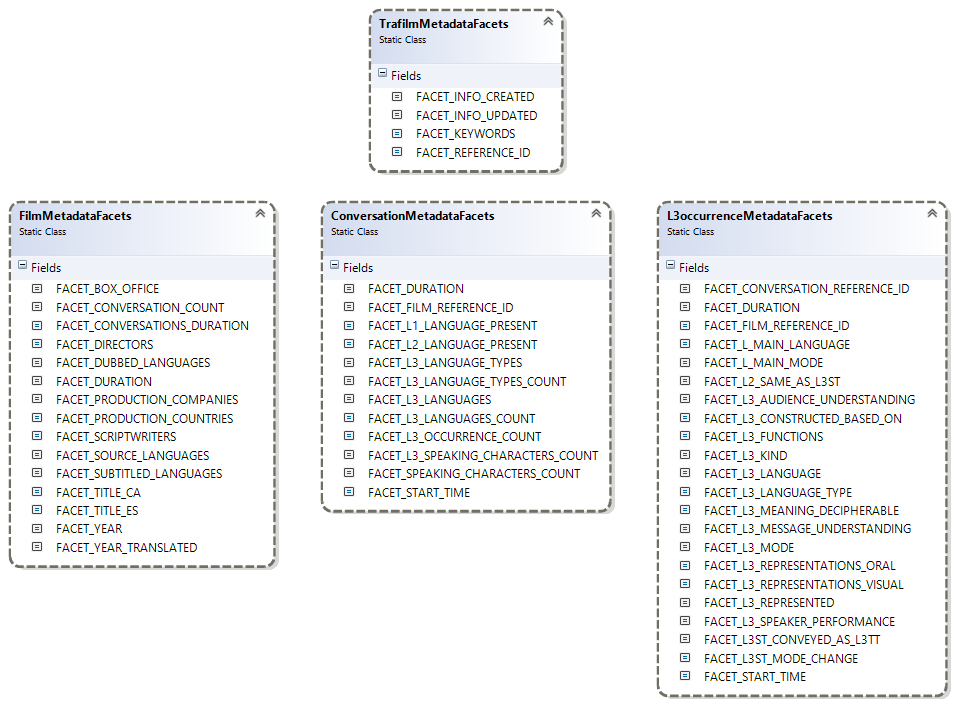 TrafilmMetadataFacets
Static Class
Fields
FACET_INFO_CREATED
FACET_INFO_UPDATED
FACET_KEYWORDS
FACET_REFERENCE_ID
FilmMetadataFacets
Static Class
Fields
FACET_BOX_OFFICE
FACET_CONVERSATION_COUNT
FACET_CONVERSATIONS_DURATION
FACET_DIRECTORS
FACET_DUBBED_LANGUAGES
FACET_DURATION
FACET_PRODUCTION_COMPANIES
FACET_PRODUCTION_COUNTRIES
FACET_SCRIPTWRITERS
FACET_SOURCE_LANGUAGES
FACET_SUBTITLED_LANGUAGES
FACET_TITLE_CA
FACET_TITLE_ES
FACET_YEAR
FACET_YEAR_TRANSLATED
ConversationMetadataFacets
Static Class
Fields
FACET_DURATION
FACET_FILM_REFERENCE_ID
FACET_L1_LANGUAGE_PRESENT
FACET_L2_LANGUAGE_PRESENT
FACET_L3_LANGUAGE_TYPES
FACET_L3_LANGUAGE_TYPES_COUNT
FACET_L3_LANGUAGES
FACET_L3_LANGUAGES_COUNT
FACET_L3_OCCURRENCE_COUNT
FACET_L3_SPEAKING_CHARACTERS_COUNT
FACET_SPEAKING_CHARACTERS_COUNT
FACET_START_TIME
L3occurrenceMetadataFacets
Static Class
Fields
FACET_CONVERSATION_REFERENCE_ID
FACET_DURATION
FACET_FILM_REFERENCE_ID
FACET_L_MAIN_LANGUAGE
FACET_L_MAIN_MODE
FACET_L2_SAME_AS_L3ST
FACET_L3_AUDIENCE_UNDERSTANDING
FACET_L3_CONSTRUCTED_BASED_ON
FACET_L3_FUNCTIONS
FACET_L3_KIND
FACET_L3_LANGUAGE
FACET_L3_LANGUAGE_TYPE
FACET_L3_MEANING_DECIPHERABLE
FACET_L3_MESSAGE_UNDERSTANDING
FACET_L3_MODE
FACET_L3_REPRESENTATIONS_ORAL
FACET_L3_REPRESENTATIONS_VISUAL
FACET_L3_REPRESENTED
FACET_L3_SPEAKER_PERFORMANCE
FACET_L3ST_CONVEYED_AS_L3TT
FACET_L3ST_MODE_CHANGE
FACET_START_TIME